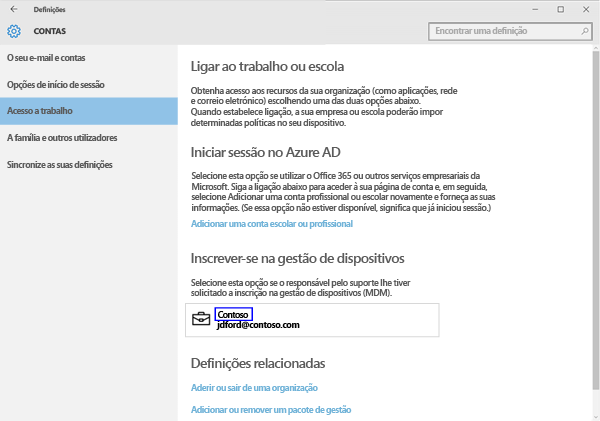 Definições
CONTAS
Encontrar uma definição
O seu e-mail e contas
Opções de início de sessão
Acesso a trabalho
A família e outros utilizadores
Sincronize as suas definições
Ligar ao trabalho ou escola
Obtenha acesso aos recursos da sua organização (como aplicações, rede
e correio eletrónico) escolhendo uma das duas opções abaixo.
Quando estabelece ligação, a sua empresa ou escola poderão impor
determinadas políticas no seu dispositivo.
Iniciar sessão no Azure AD
Selecione esta opção se utilizar o Office 365 ou outros serviços empresariais da
Microsoft. Siga a ligação abaixo para aceder à sua página de conta e, em seguida,
selecione Adicionar uma conta profissional ou escolar novamente e forneça as suas
informações. (Se essa opção não estiver disponível, significa que já iniciou sessão.)
Adicionar uma conta escolar ou profissional
Inscrever-se na gestão de dispositivos
Selecione esta opção se o responsável pelo suporte lhe tiver
solicitado a inscrição na gestão de dispositivos (MDM).
Contoso
jdford@contoso.com
Definições relacionadas
Aderir ou sair de uma organização
Adicionar ou remover um pacote de gestão